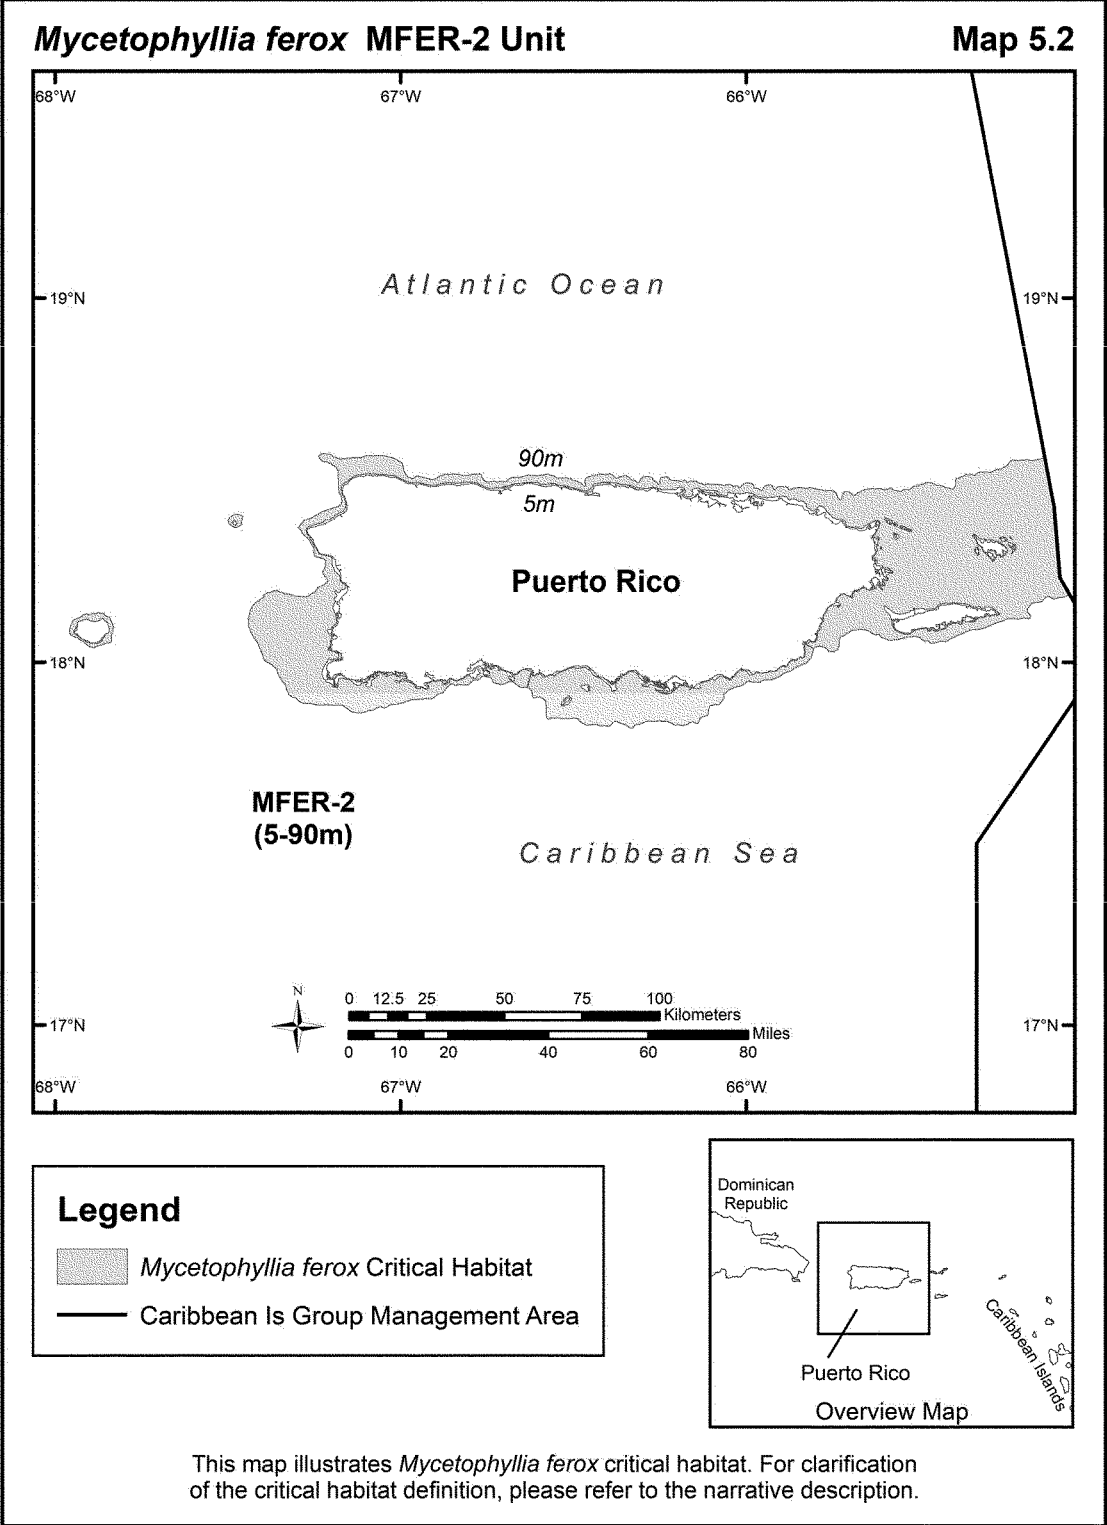 Mycetophyllia ferox MFER-2 Unit
Map 5.2
68°W
67°W
66°W
Atlantic Ocean
19°N
19°N
90m
5m
Puerto Rico
18°N
18°N
MFER-2
(5-90m)
Caribbean Sea
N
0 12.5 25 50 75 100
Kilometers
Miles
0 10 20 40 60 80
17°N
17°N
68°W
67°W
66°W
Legend
Mycetophyllia ferox Critical Habitat
Caribbean Is Group Management Area
Dominican
Republic
Caribbean Islands
Puerto Rico
Overview Map
This map illustrates Mycetophyllia ferox critical habitat. For clarification
of the critical habitat definition, please refer to the narrative description.